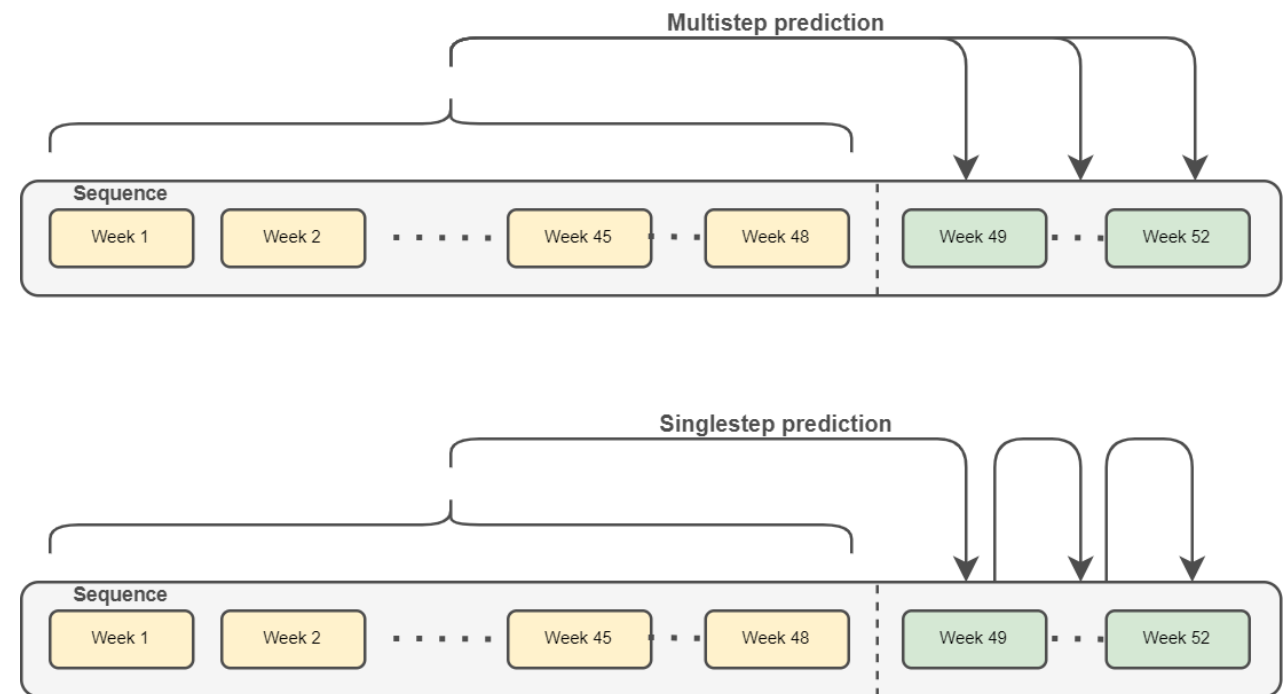 Multistep prediction
Sequence
Week 1 Week 2 ..... Week 45 ... Week 48 Week 49 ... Week 52
Singlestep prediction
Sequence
Week 1 Week 2 ..... Week 45 ... Week 48 Week 49 ... Week 52